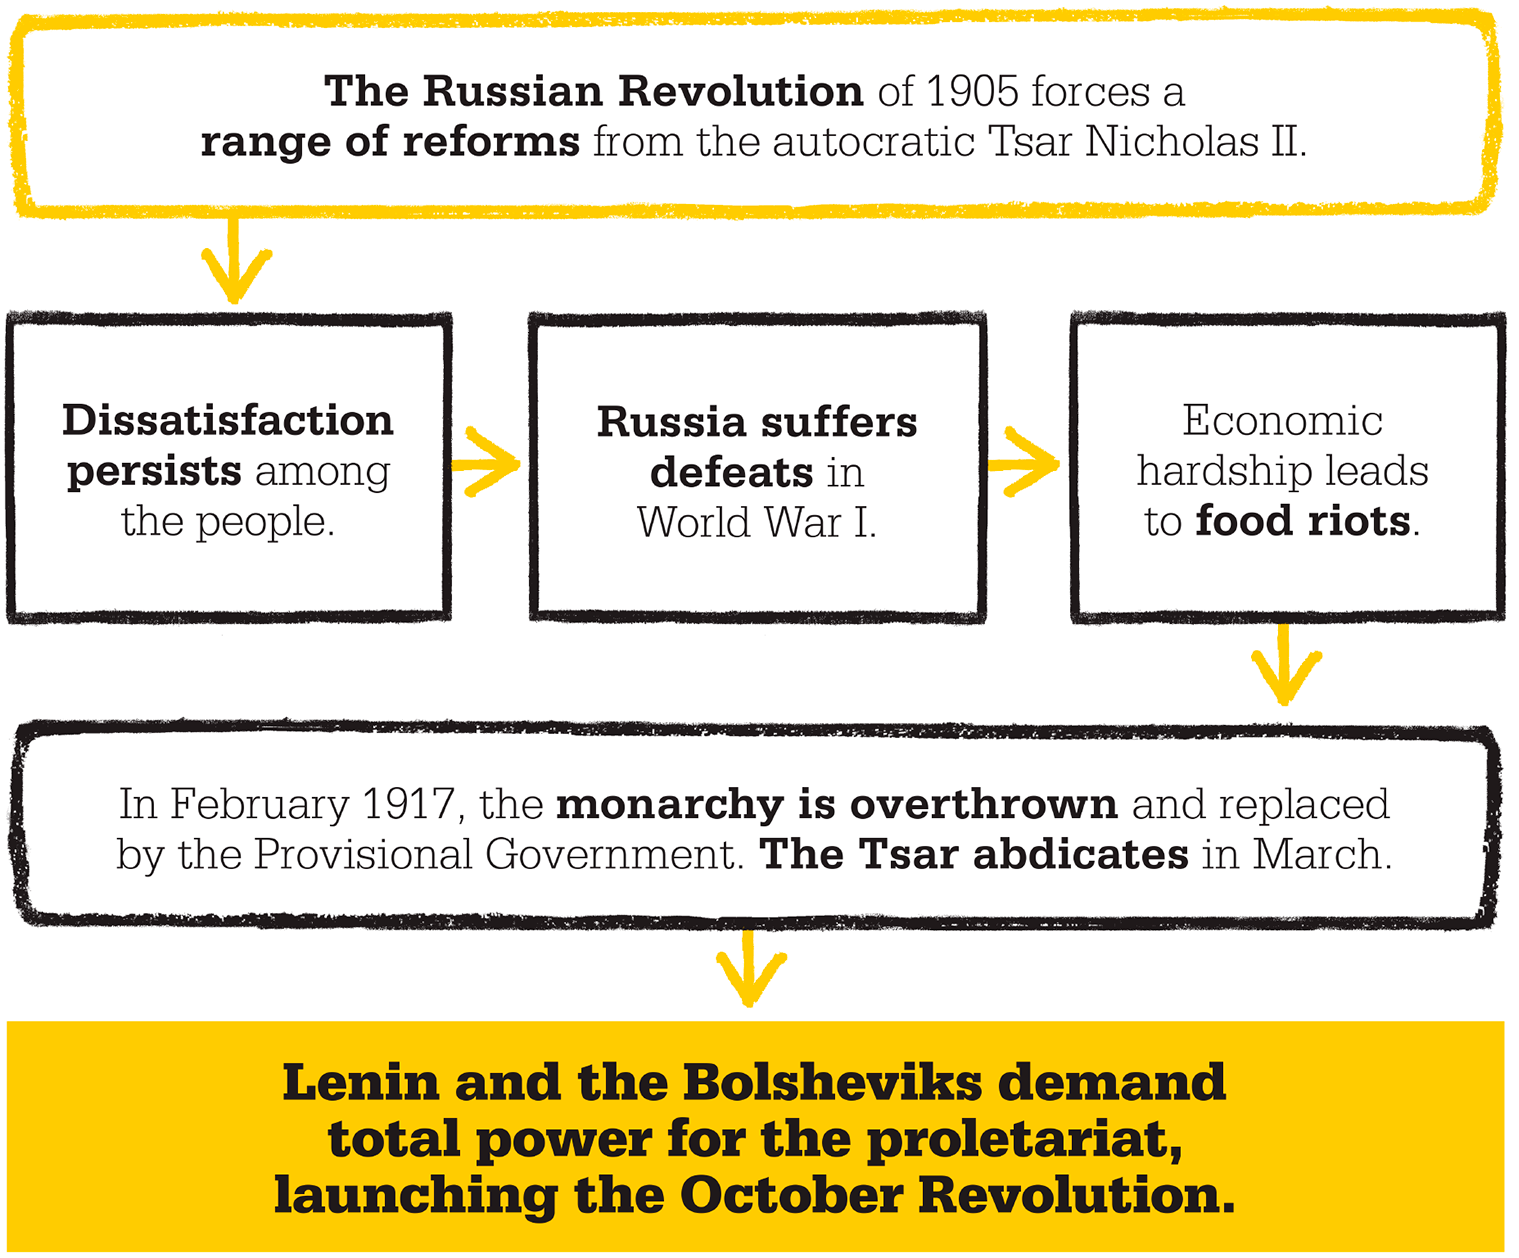 The Russian Revolution of 1905 forces a
range of reforms from the autocratic Tsar Nicholas II.
Dissatisfaction
persists among
the people.
Russia suffers
defeats in
World War I.
Economic
hardship leads
to food riots.
In February 1917, the monarchy is overthrown and replaced
by the Provisional Government. The Tsar abdicates in March.
Lenin and the Bolsheviks demand
total power for the proletariat,
launching the October Revolution.